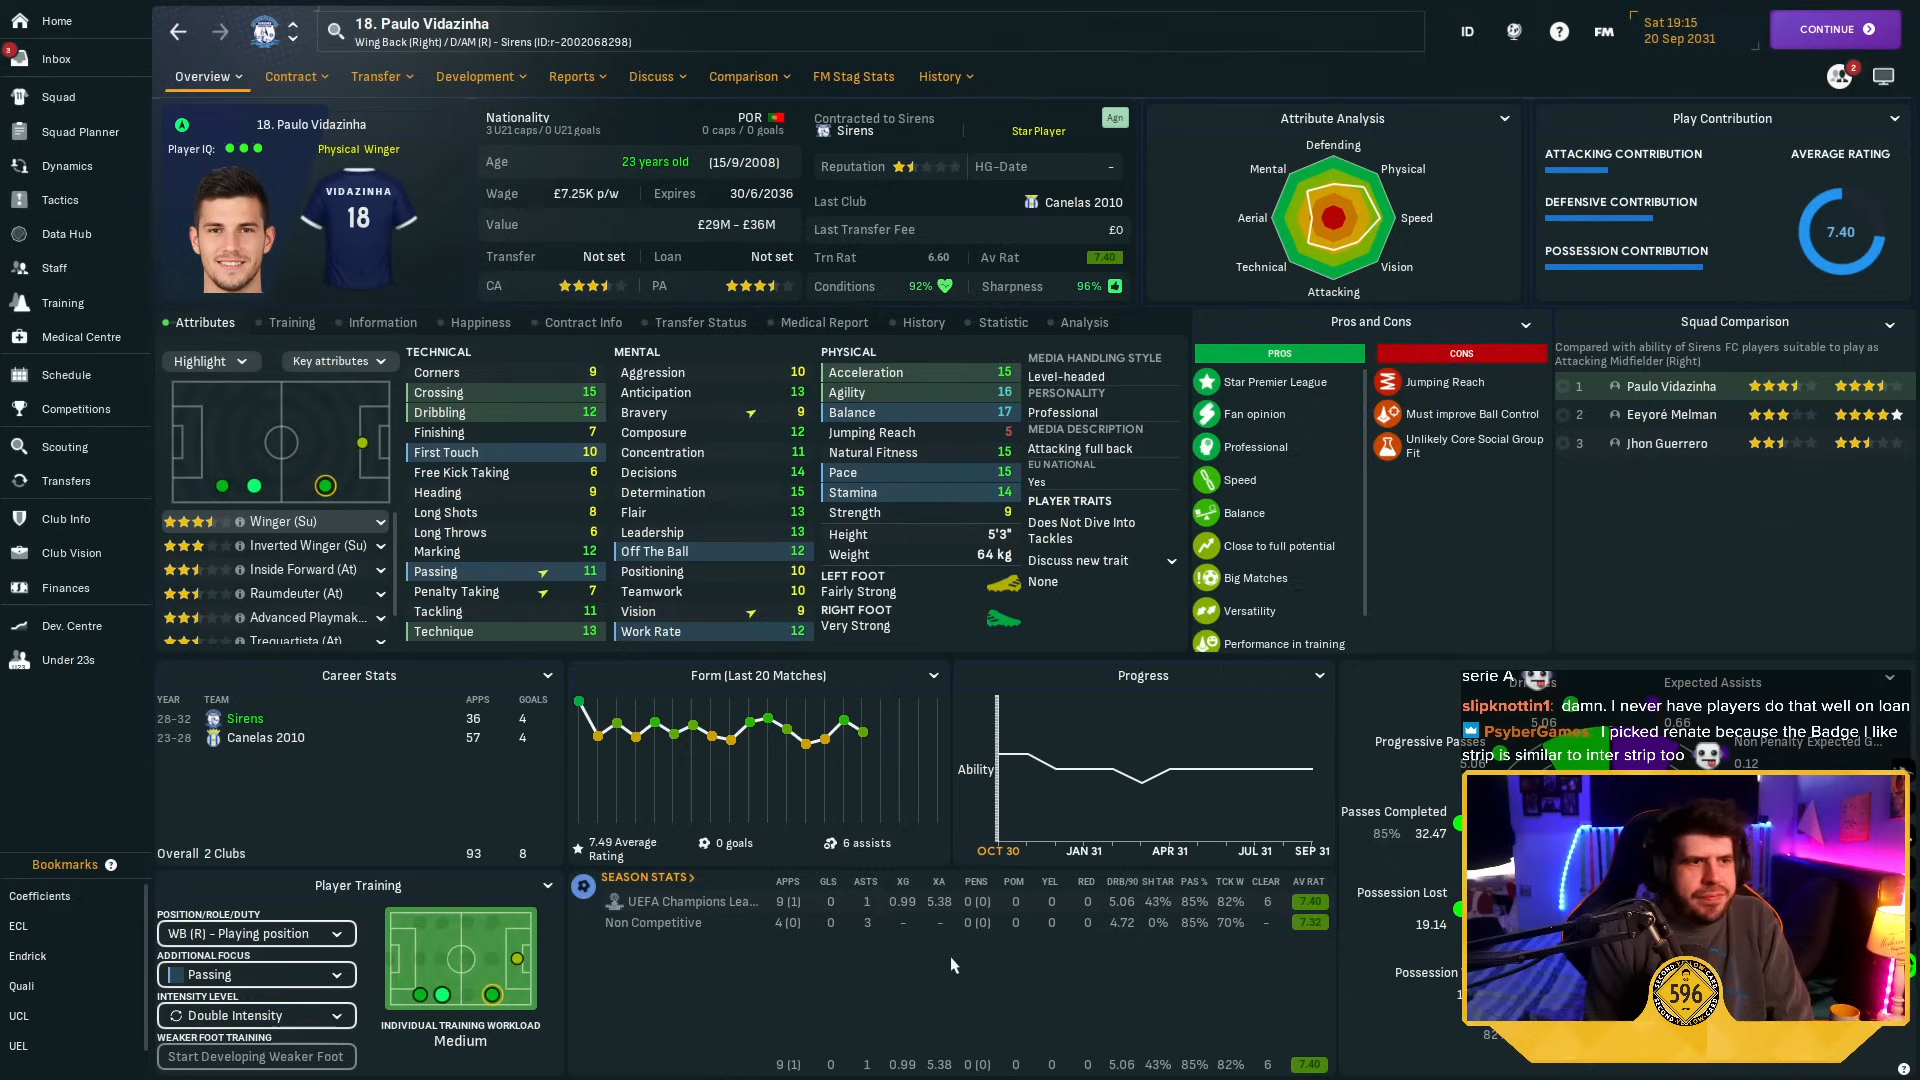 Home
3
Inbox
Squad
Squad Planner
Dynamics
Tactics
Data Hub
Staff
Training
Medical Centre
Schedule
Competitions
Scouting
Transfers
Club Info
Club Vision
Finances
Dev. Centre
Under 23s
Bookmarks ?
Coefficients
ECL
Endrick
Quali
UCL
UEL
18. Paulo Vidazinha
Wing Back (Right) / D/AM (R) - Sirens (ID:r-2002068298)
ID
?
FM
Sat 19:15
20 Sep 2031
CONTINUE
Overview
Contract
Transfer
Development
Reports
Discuss
Comparison
FM Stag Stats
History
2
18. Paulo Vidazinha
Player IQ:
Physical Winger
VIDAZINHA
18
Nationality POR
3 U21 caps / 0 U21 goals 0 caps / 0 goals
Age 23 years old (15/9/2008)
Wage £7.25K p/w Expires 30/6/2036
Value £29M - £36M
Transfer Not set Loan Not set
CA PA
Contracted to Sirens
Sirens Star Player Agn
Reputation HG-Date -
Last Club Canelas 2010
Last Transfer Fee £0
Trn Rat 6.60 Av Rat 7.40
Conditions 92% Sharpness 96%
Attribute Analysis
Defending
Mental Physical
Aerial Speed
Technical Vision
Attacking
Play Contribution
ATTACKING CONTRIBUTION
DEFENSIVE CONTRIBUTION
POSSESSION CONTRIBUTION
AVERAGE RATING
7.40
Attributes Training Information Happiness Contract Info Transfer Status Medical Report History Statistic Analysis
Highlight
Key attributes
Winger (Su)
Inverted Winger (Su)
Inside Forward (At)
Raumdeuter (At)
Advanced Playmak...
Trequartista (At)
TECHNICAL
Corners 9
Crossing 15
Dribbling 12
Finishing 7
First Touch 10
Free Kick Taking 6
Heading 9
Long Shots 8
Long Throws 6
Marking 12
Passing 11
Penalty Taking 7
Tackling 11
Technique 13
MENTAL
Aggression 10
Anticipation 13
Bravery 9
Composure 12
Concentration 11
Decisions 14
Determination 15
Flair 13
Leadership 13
Off The Ball 12
Positioning 10
Teamwork 10
Vision 9
Work Rate 12
PHYSICAL
Acceleration 15
Agility 16
Balance 17
Jumping Reach 5
Natural Fitness 15
Pace 15
Stamina 14
Strength 9
Height 5'3"
Weight 64 kg
LEFT FOOT
Fairly Strong
RIGHT FOOT
Very Strong
MEDIA HANDLING STYLE
Level-headed
PERSONALITY
Professional
MEDIA DESCRIPTION
Attacking full back
EU NATIONAL
Yes
PLAYER TRAITS
Does Not Dive Into
Tackles
Discuss new trait
None
Pros and Cons
PROS
Star Premier League
Fan opinion
Professional
Speed
Balance
Close to full potential
Big Matches
Versatility
Performance in training
CONS
Jumping Reach
Must improve Ball Control
Unlikely Core Social Group
Fit
Squad Comparison
Compared with ability of Sirens FC players suitable to play as
Attacking Midfielder (Right)
1 Paulo Vidazinha
2 Eeyoré Melman
3 Jhon Guerrero
Career Stats
YEAR TEAM APPS GOALS
28-32 Sirens 36 4
23-28 Canelas 2010 57 4
Overall 2 Clubs 93 8
Form (Last 20 Matches)
7.49 Average
Rating
0 goals
6 assists
Progress
Ability
OCT 30 JAN 31 APR 31 JUL 31 SEP 31
Expected Assists
5.06
0.66
Progressive Passes
5.06
Non Penalty Expected G...
0.12
Passes Completed
85% 32.47
Possession Lost
19.14
Possession
serie A
slipknottin1: damn. I never have players do that well on loan
PsyberGames: I picked renate because the Badge I like
strip is similar to inter strip too
596
Player Training
POSITION/ROLE/DUTY
WB (R) - Playing position
ADDITIONAL FOCUS
Passing
INTENSITY LEVEL
Double Intensity
WEAKER FOOT TRAINING
Start Developing Weaker Foot
INDIVIDUAL TRAINING WORKLOAD
Medium
SEASON STATS APPS GLS ASTS XG XA PENS POM YEL RED DRB/90 SH TAR PAS % TCK W CLEAR AV RAT
UEFA Champions Lea... 9 (1) 0 1 0.99 5.38 0 (0) 0 0 0 5.06 43% 85% 82% 6 7.40
Non Competitive 4 (0) 0 3 - - 0 (0) 0 0 0 4.72 0% 85% 70% - 7.32
9 (1) 0 1 0.99 5.38 0 (0) 0 0 0 5.06 43% 85% 82% 6 7.40